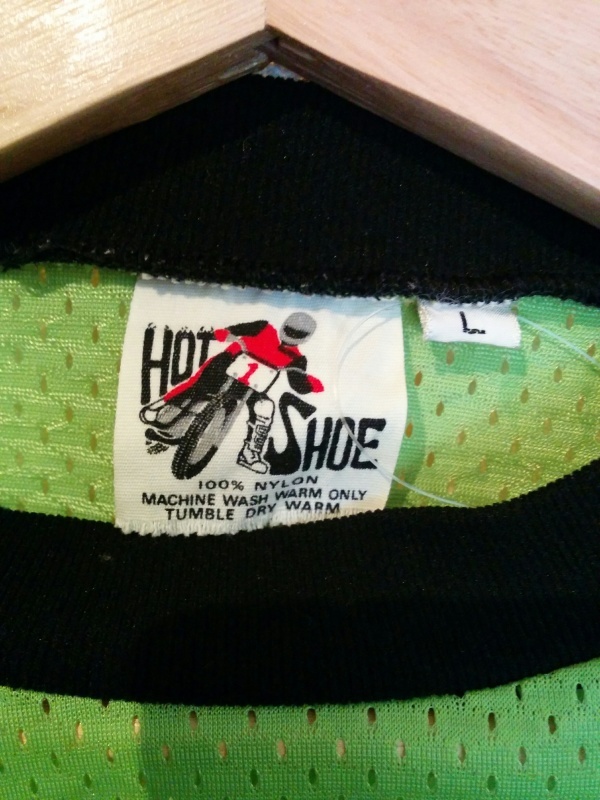 HOT
1
SHOE
100% NYLON
MACHINE WASH WARM ONLY
TUMBLE DRY WARM
L